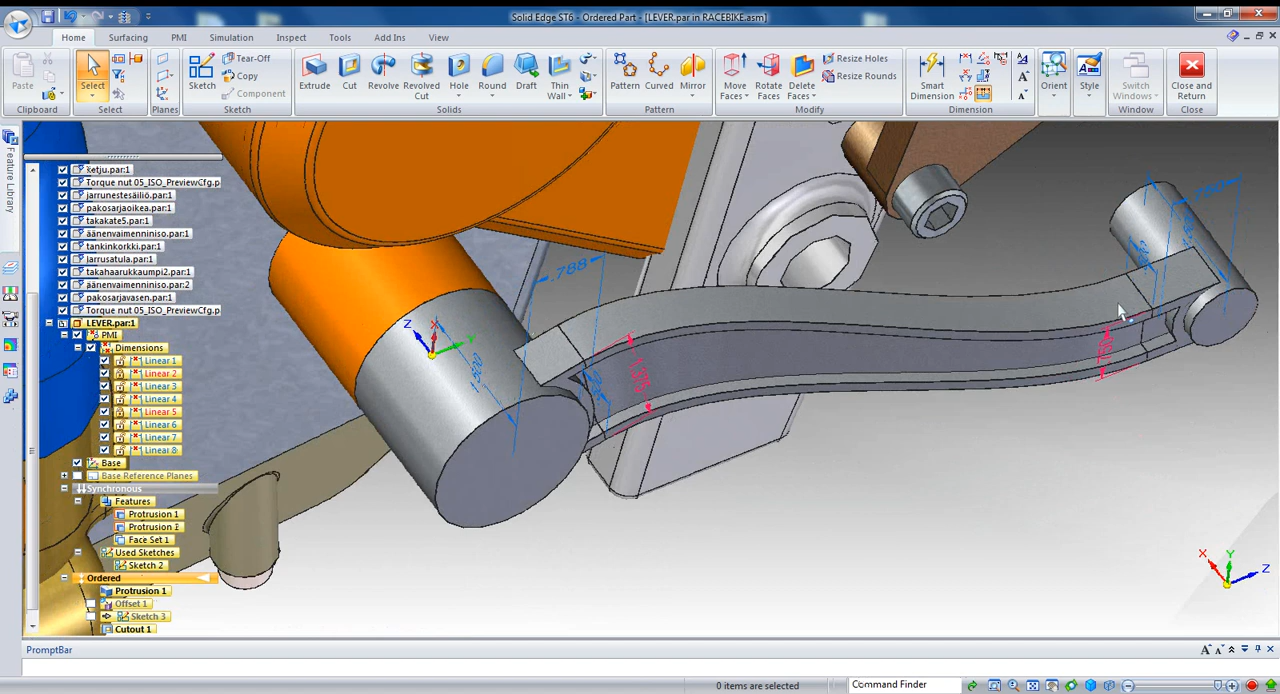 Solid Edge ST6 - Ordered Part - [LEVER.par in RACEBIKE.asm]
Home Surfacing PMI Simulation Inspect Tools Add Ins View
Paste
Clipboard
Select
Select
Planes
Sketch
Tear-Off
Copy
Component
Sketch
Extrude Cut Revolve Revolved Cut Hole Round Draft Thin Wall
Solids
Pattern Curved Mirror
Pattern
Move Faces Rotate Faces Delete Faces
Resize Holes
Resize Rounds
Modify
Smart Dimension
Dimension
Orient
Style
Switch Windows
Window
Close and Return
Close
Feature Library
Ketju.par:1
Torque nut 05_ISO_PreviewCfg.p
jarrunestesäiliö.par:1
pakosarjaoikea.par:1
takakate5.par:1
äänenvaimenniniso.par:1
tankinkorkki.par:1
jarrusatula.par:1
takahaarukkaumpi2.par:1
äänenvaimenniniso.par:2
pakosarjavasen.par:1
Torque nut 05_ISO_PreviewCfg.p
LEVER.par:1
PMI
Dimensions
Linear 1
Linear 2
Linear 3
Linear 4
Linear 5
Linear 6
Linear 7
Linear 8
Base
Base Reference Planes
Synchronous
Features
Protrusion 1
Protrusion 2
Face Set 1
Used Sketches
Sketch 2
Ordered
Protrusion 1
Offset 1
Sketch 3
Cutout 1
.788
Z X Y
X Y Z
PromptBar
0 items are selected
Command Finder